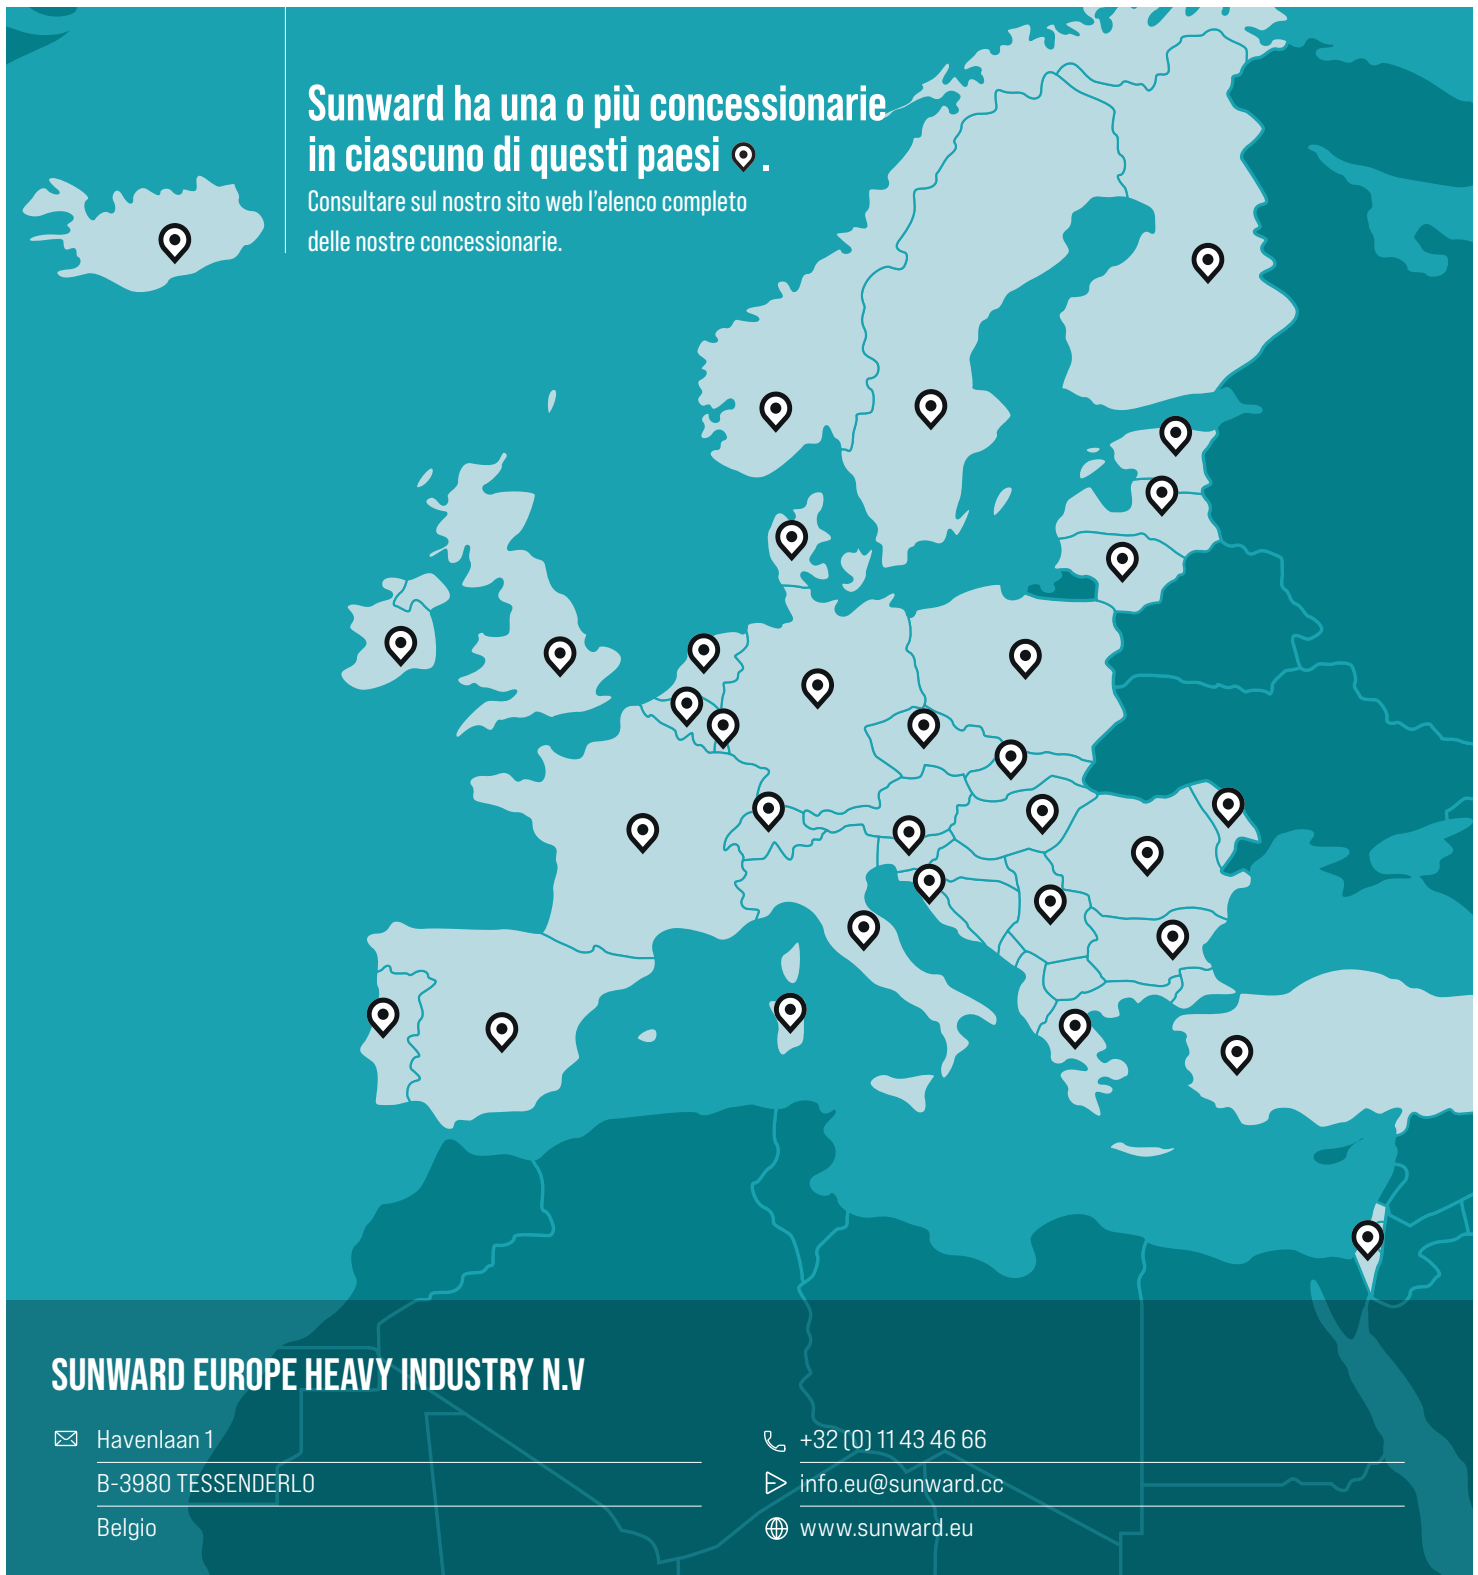 Sunward ha una o più concessionarie
in ciascuno di questi paesi .
Consultare sul nostro sito web l’elenco completo
delle nostre concessionarie.
SUNWARD EUROPE HEAVY INDUSTRY N.V
Havenlaan 1
B-3980 TESSENDERLO
Belgio
+32 (0) 11 43 46 66
info.eu@sunward.cc
www.sunward.eu